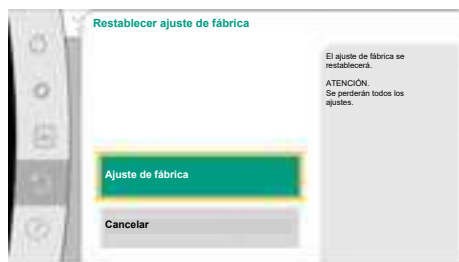 Restablecer ajuste de fábrica
El ajuste de fábrica se
restablecerá.
ATENCIÓN.
Se perderán todos los
ajustes.
Ajuste de fábrica
Cancelar